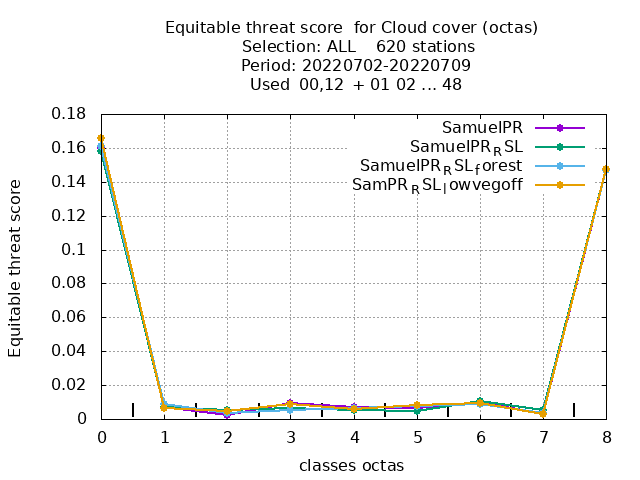 Equitable threat score for Cloud cover (octas)
Selection: ALL 620 stations
Period: 20220702-20220709
Used 00,12 + 01 02 ... 48
SamuelPR
SamuelPR_RSL
SamuelPR_RSL_forest
SamPR_RSL_lowvegoff
0.18
0.16
0.14
0.12
0.1
0.08
0.06
0.04
0.02
0
Equitable threat score
0 1 2 3 4 5 6 7 8
classes octas